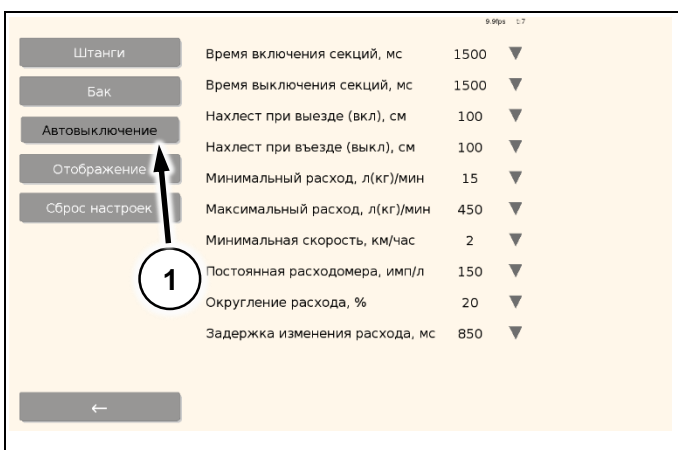 9.9fps t:7
Штанги
Бак
Автовыключение
Отображение
Сброс настроек
←
1
Время включения секций, мс 1500 ▼
Время выключения секций, мс 1500 ▼
Нахлест при выезде (вкл), см 100 ▼
Нахлест при въезде (выкл), см 100 ▼
Минимальный расход, л(кг)/мин 15 ▼
Максимальный расход, л(кг)/мин 450 ▼
Минимальная скорость, км/час 2 ▼
Постоянная расходомера, имп/л 150 ▼
Округление расхода, % 20 ▼
Задержка изменения расхода, мс 850 ▼